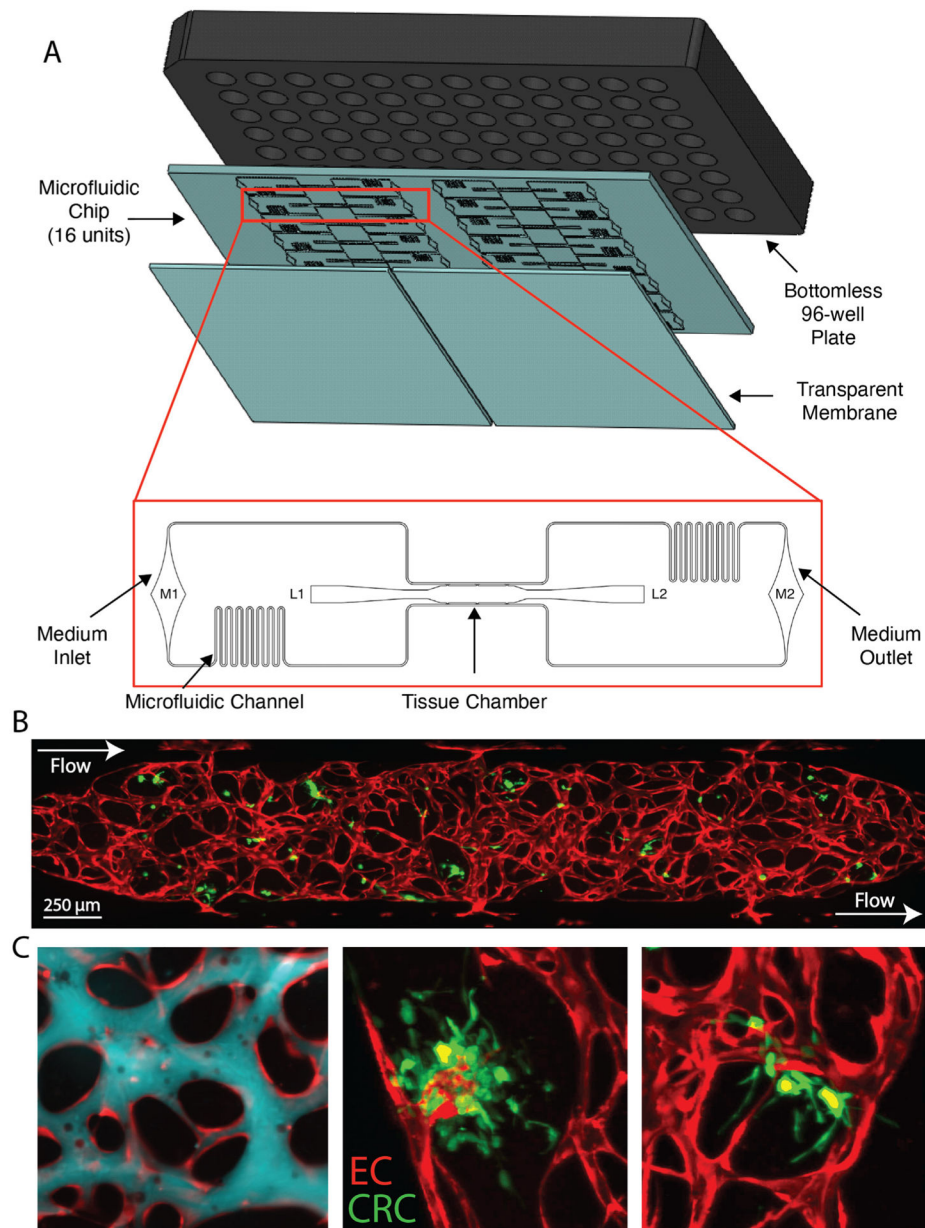 A
Microfluidic
Chip
(16 units)
Bottomless
96-well
Plate
Transparent
Membrane
M1
L1
L2
M2
Medium
Inlet
Microfluidic Channel
Tissue Chamber
Medium
Outlet
B
Flow
250 µm
Flow
C
EC
CRC